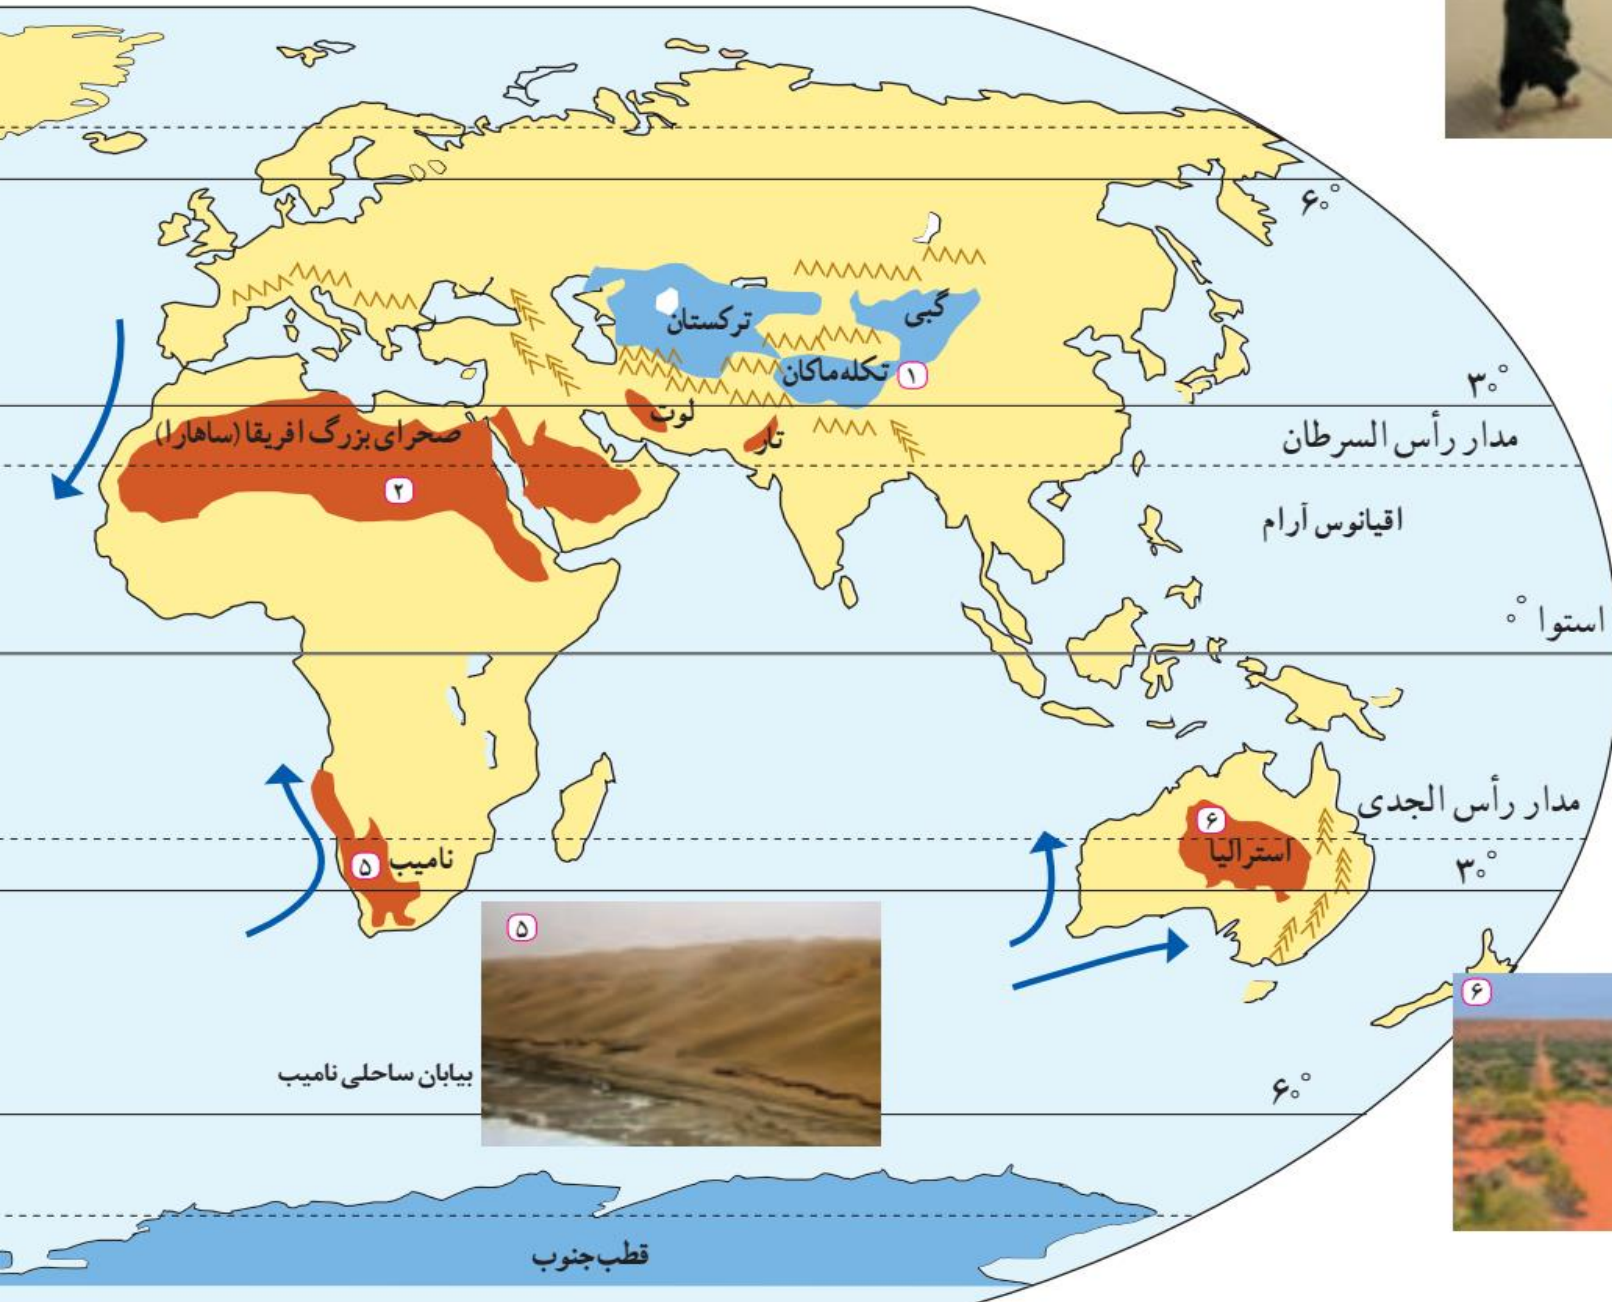 ۶۰°
گبی
ترکستان
تکله‌ماکان ۱
۳۰°
لوت
صحرای بزرگ افریقا (ساهارا)
تار
مدار رأس السرطان
۲
اقیانوس آرام
استوا ۰°
مدار رأس الجدی
۶
استرالیا
نامیب ۵
۳۰°
۵
۶
بیابان ساحلی نامیب
۶۰°
قطب جنوب